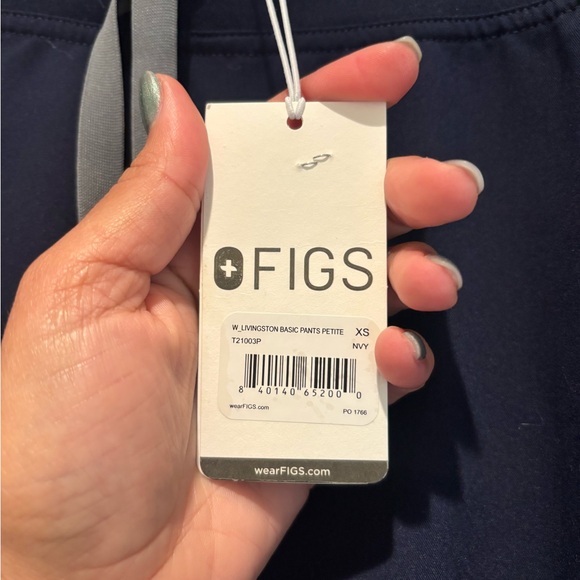 FIGS
W_LIVINGSTON BASIC PANTS PETITE XS
T21003P NVY
8 40140 65200 0
wearFIGS.com PO 1766
wearFIGS.com